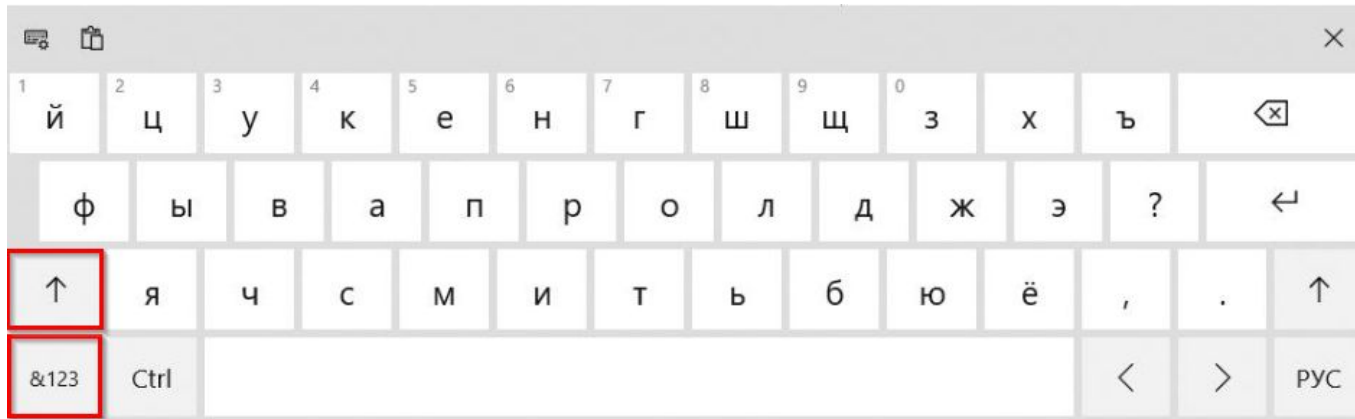 1 й 2 ц 3 у 4 к 5 е 6 н 7 г 8 ш 9 щ 0 з х ъ
ф ы в а п р о л д ж э ?
я ч с м и т ь б ю ё , .
&123 Ctrl < > РУС